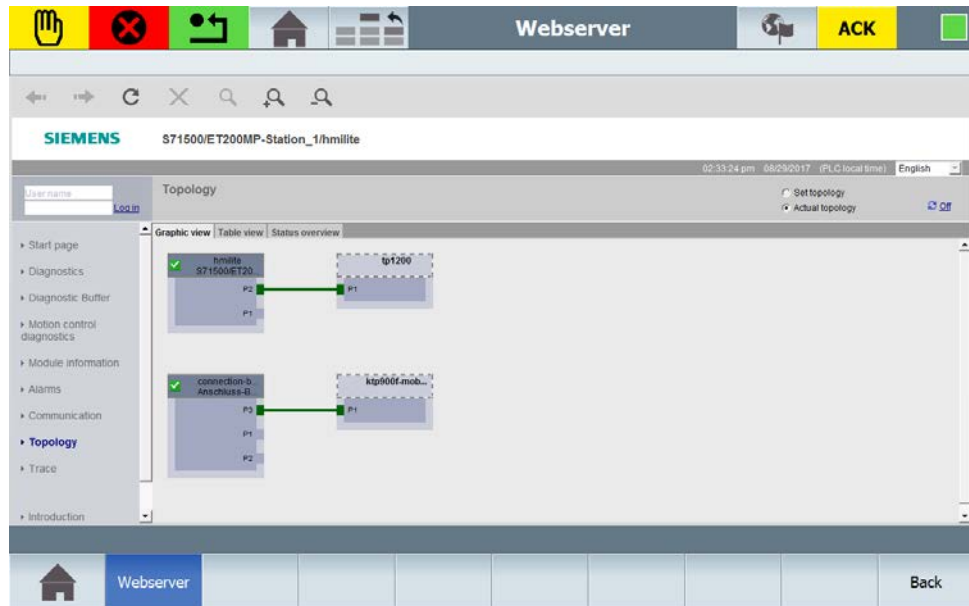 Webserver
ACK
SIEMENS
S71500/ET200MP-Station_1/hmilite
02:33:24 pm 08/29/2017 (PLC local time) English
User name
Log in
Topology
Set topology
Actual topology
Off
Graphic view Table view Status overview
Start page
Diagnostics
Diagnostic Buffer
Motion control
diagnostics
Module information
Alarms
Communication
Topology
Trace
Introduction
hmilite
S71500/ET20...
P2
P1
tp1200
P1
connection-b...
Anschluss-B...
P3
P1
P2
ktp900f-mob...
P1
Webserver
Back